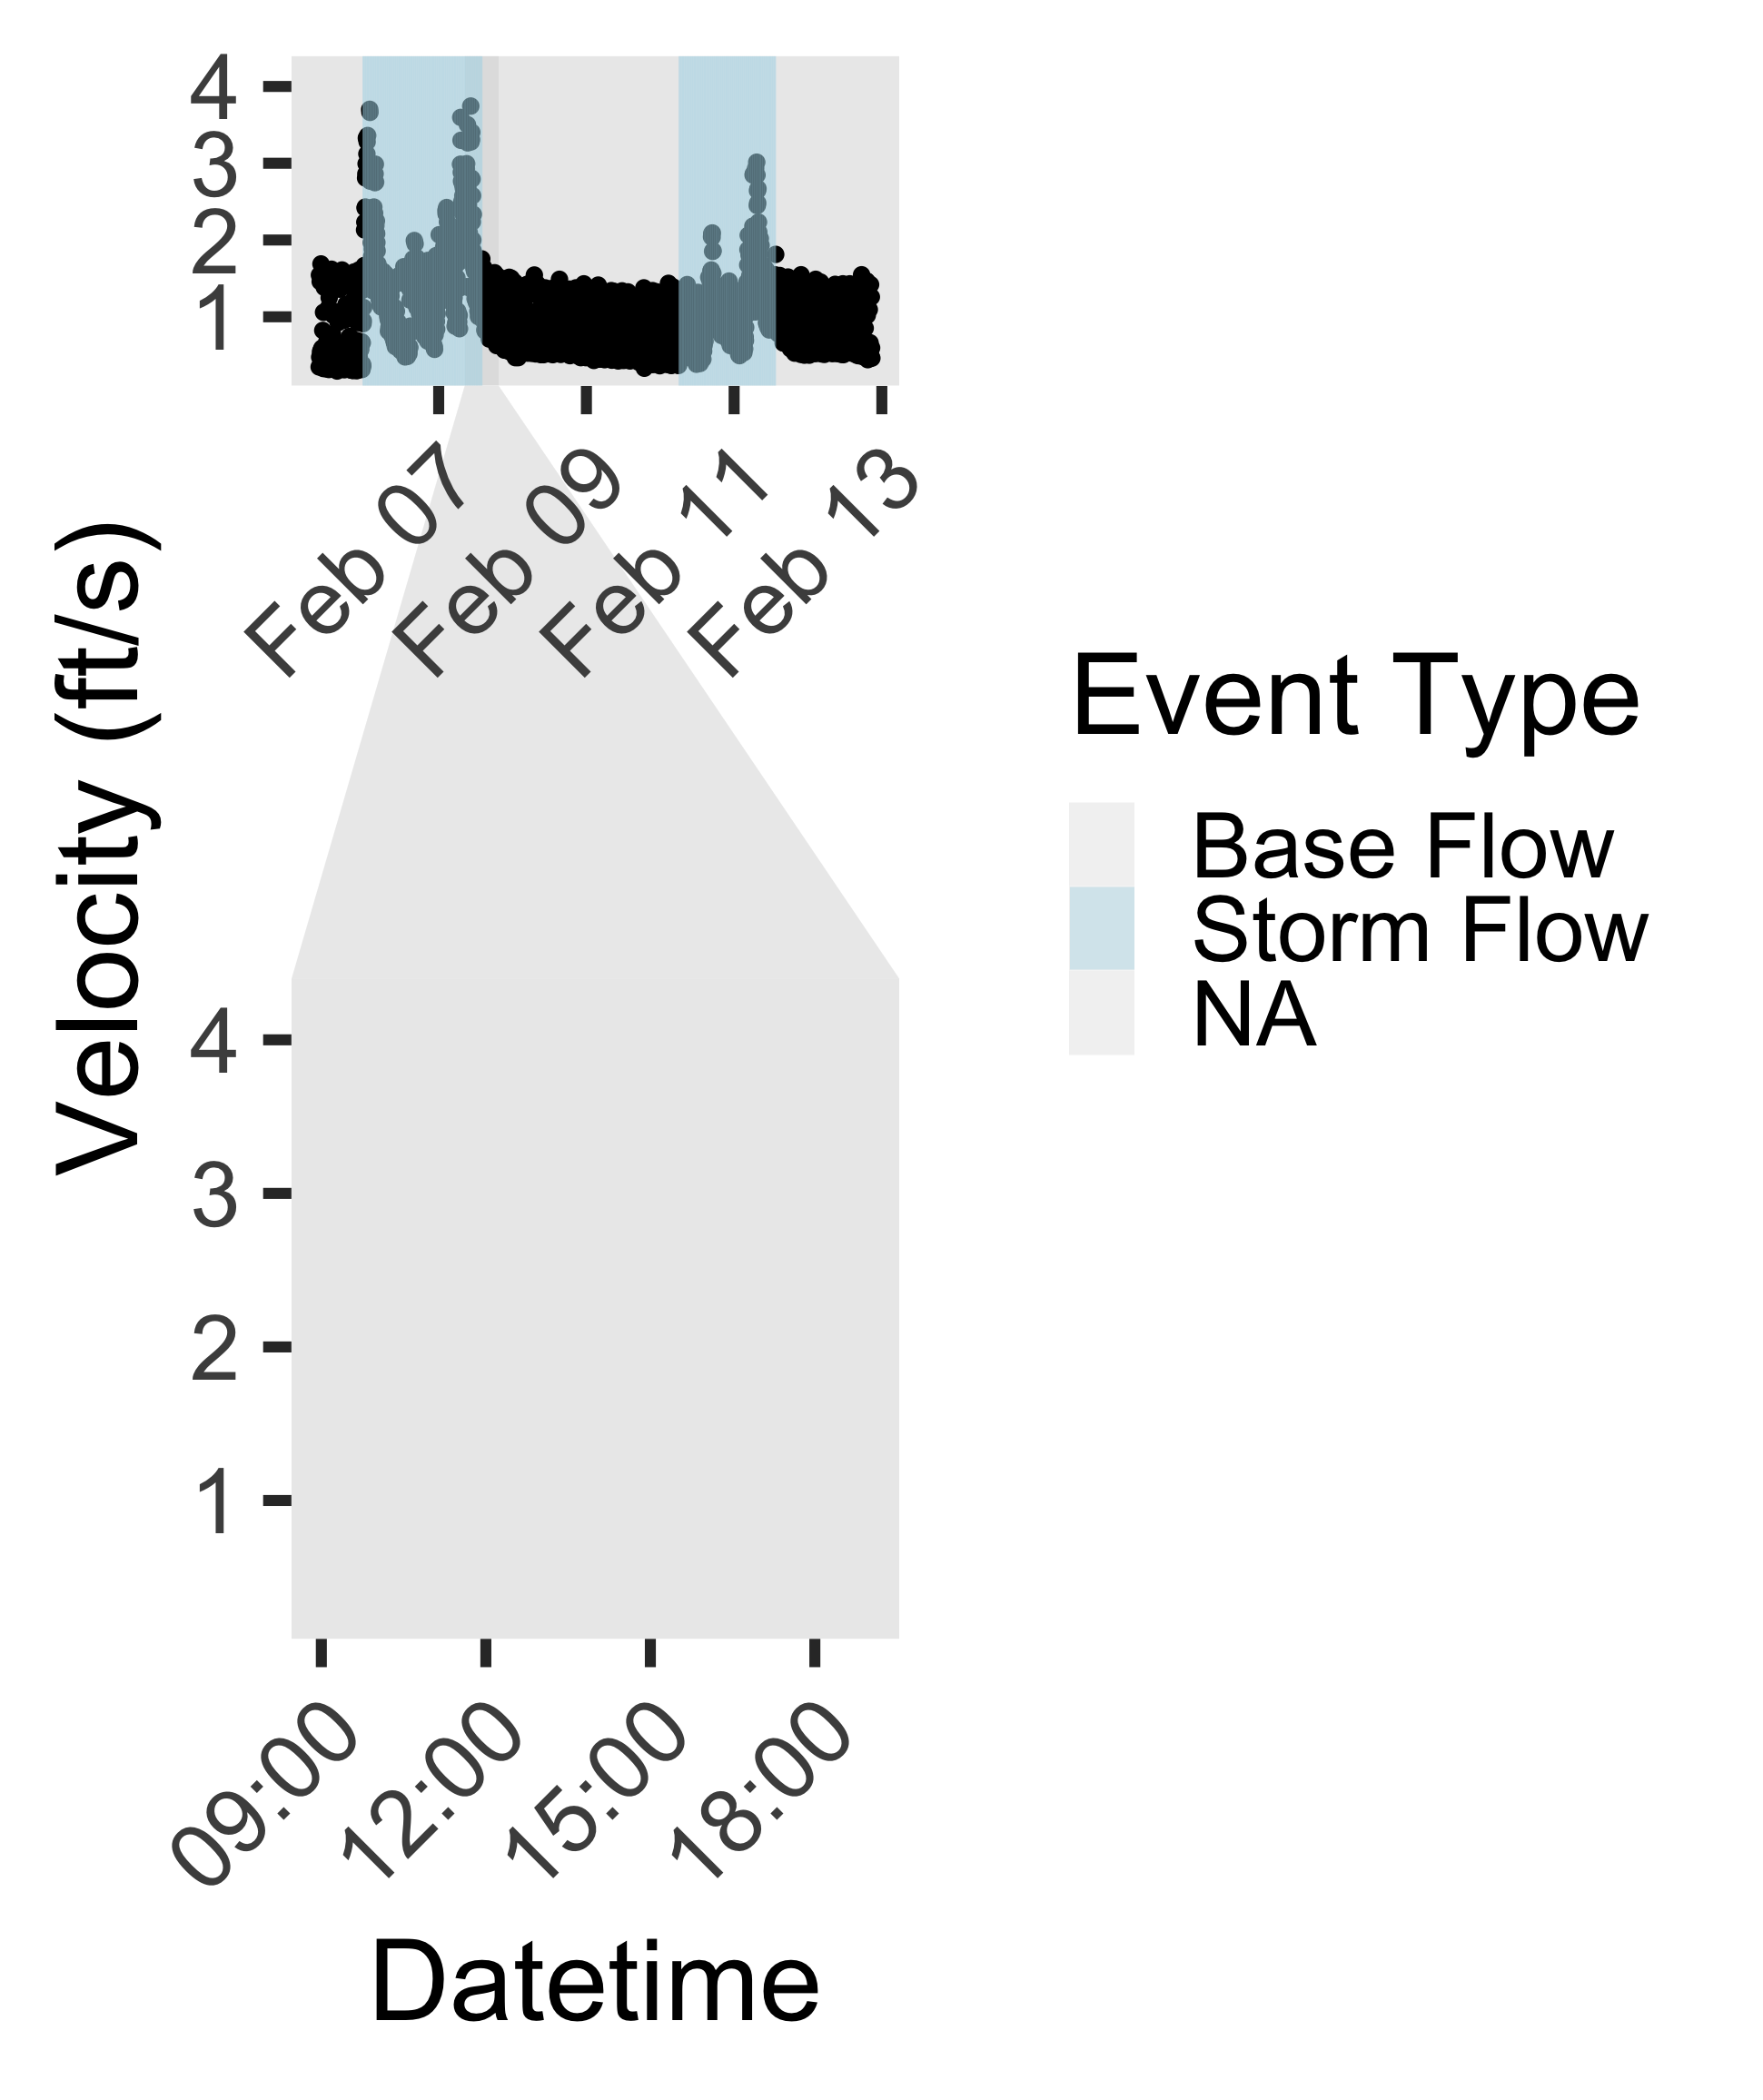 4
3
2
1
Feb 07
Feb 09
Feb 11
Feb 13
Velocity (ft/s)
Event Type
Base Flow
Storm Flow
NA
4
3
2
1
09:00
12:00
15:00
18:00
Datetime